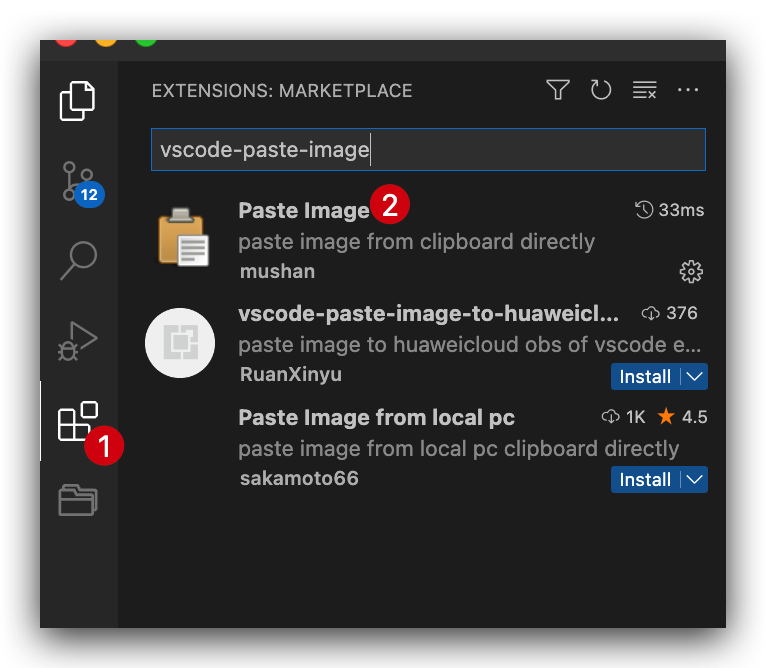 EXTENSIONS: MARKETPLACE
vscode-paste-image
12
Paste Image 2 33ms
paste image from clipboard directly
mushan
vscode-paste-image-to-huaweicl... 376
paste image to huaweicloud obs of vscode e...
RuanXinyu Install
Paste Image from local pc 1K 4.5
1
paste image from local pc clipboard directly
sakamoto66 Install